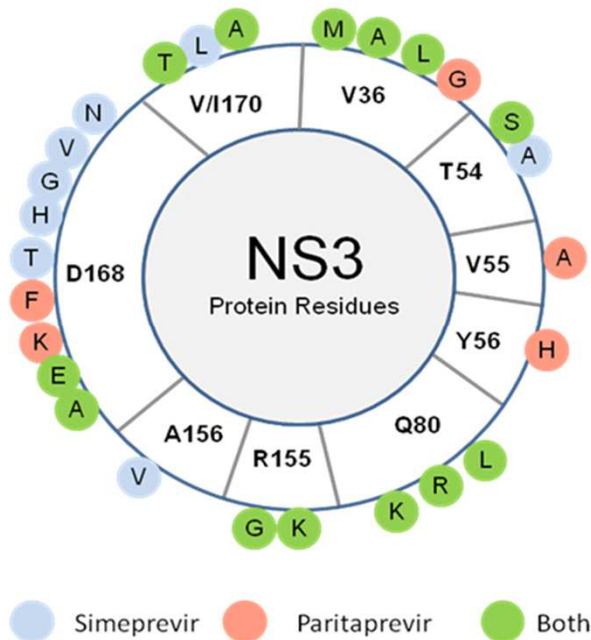 T L A M A L G
S A
A
H
L
R
K
K
G
V
A
E
K
F
T
H
G
V
N
V/I170
V36
T54
V55
Y56
Q80
R155
A156
D168
NS3
Protein Residues
Simeprevir Paritaprevir Both